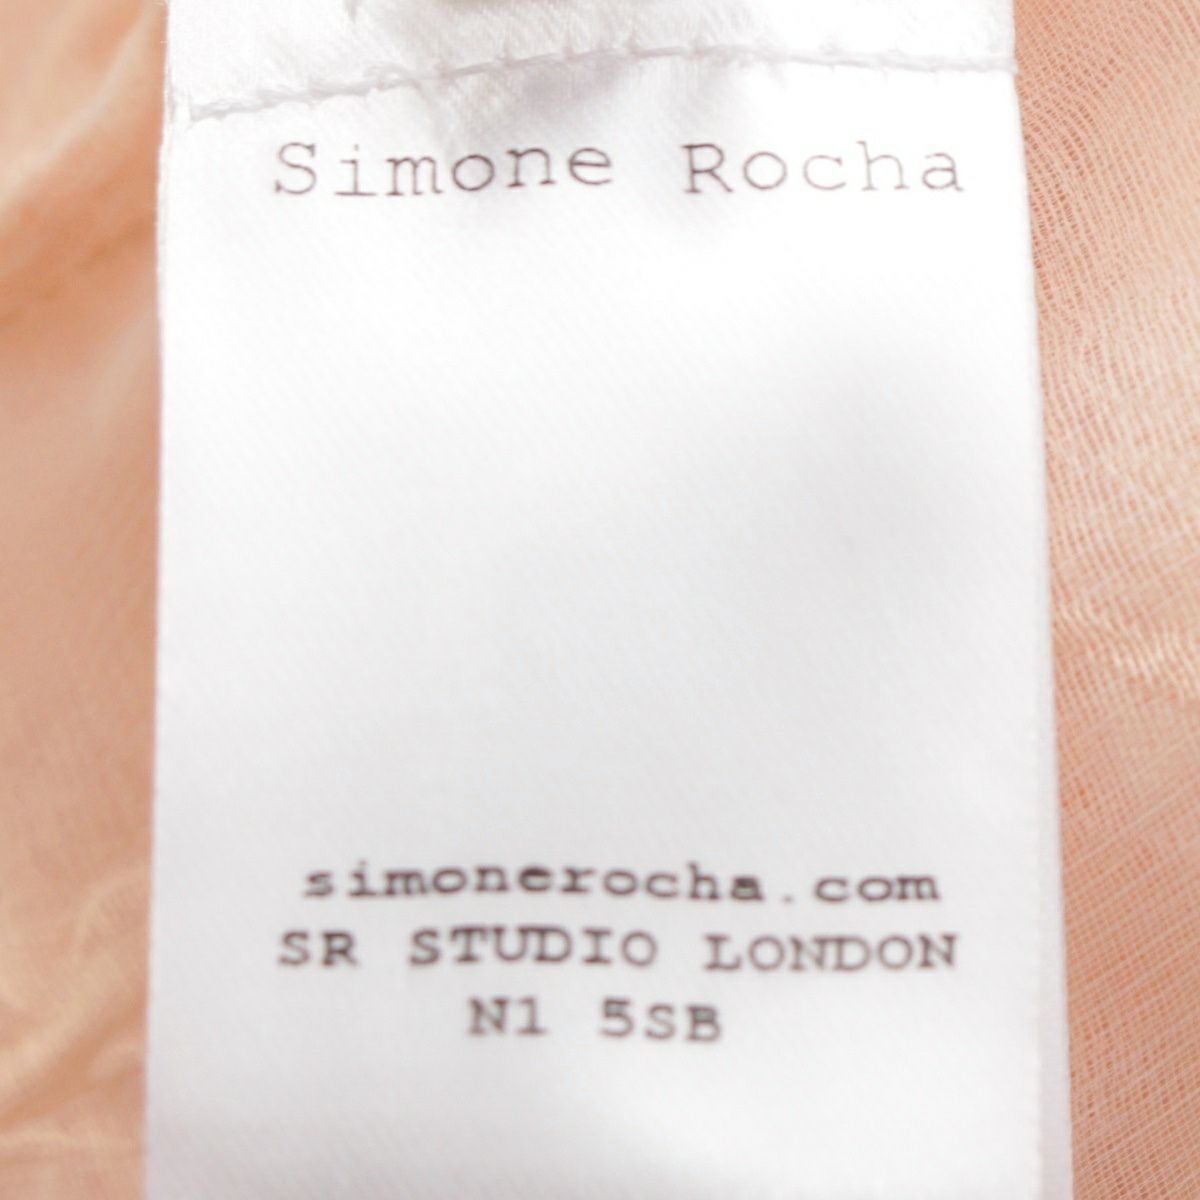 Simone Rocha
simonerocha.com
SR STUDIO LONDON
N1 5SB